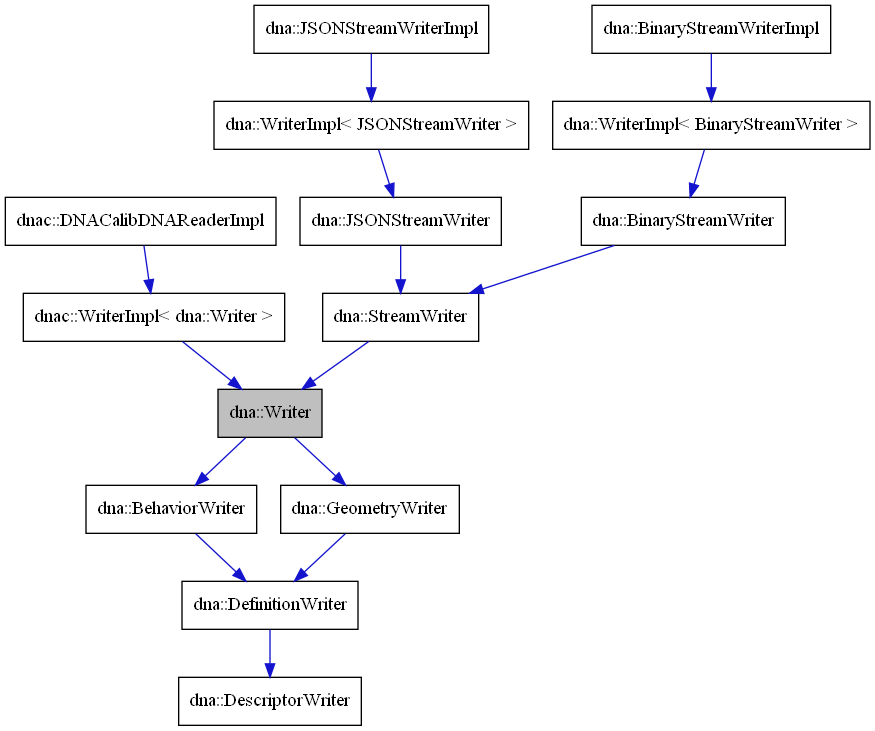 dna::JSONStreamWriterImpl
dna::BinaryStreamWriterImpl
dna::WriterImpl< JSONStreamWriter >
dna::WriterImpl< BinaryStreamWriter >
dnac::DNACalibDNAReaderImpl
dna::JSONStreamWriter
dna::BinaryStreamWriter
dnac::WriterImpl< dna::Writer >
dna::StreamWriter
dna::Writer
dna::BehaviorWriter
dna::GeometryWriter
dna::DefinitionWriter
dna::DescriptorWriter